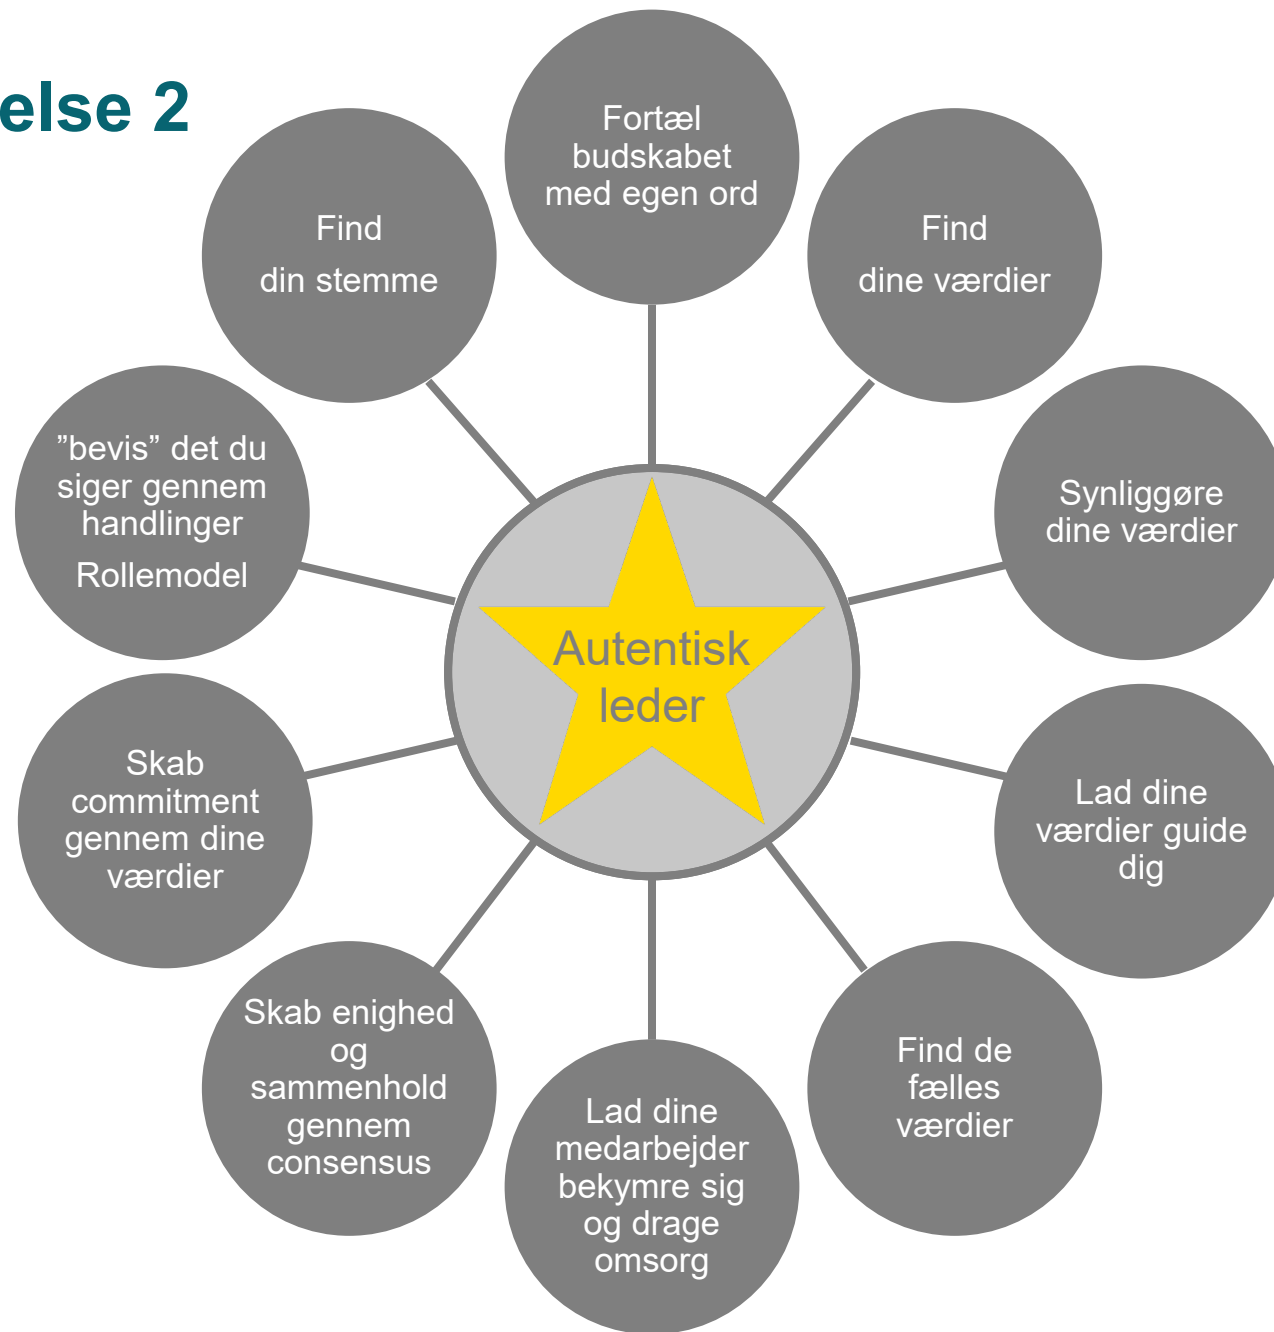 else 2
Fortæl
budskabet
med egen ord
Find
dine værdier
Synliggøre
dine værdier
Lad dine
værdier guide
dig
Find de
fælles
værdier
Lad dine
medarbejder
bekymre sig
og drage
omsorg
Skab enighed
og
sammenhold
gennem
consensus
Skab
commitment
gennem dine
værdier
”bevis” det du
siger gennem
handlinger
Rollemodel
Find
din stemme
Autentisk
leder